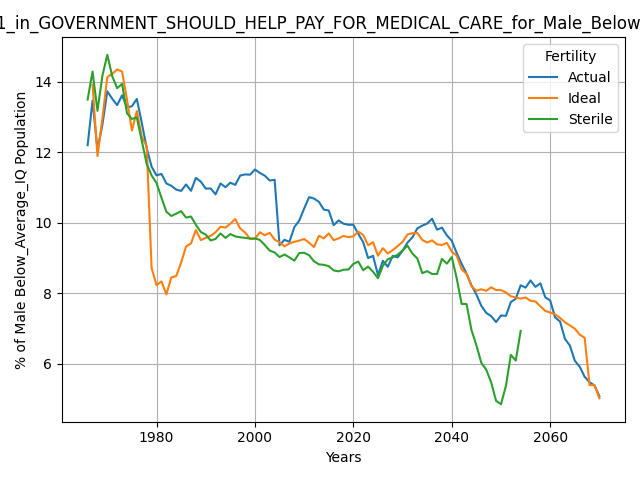 1_in_GOVERNMENT_SHOULD_HELP_PAY_FOR_MEDICAL_CARE_for_Male_Below
Fertility
Actual
Ideal
Sterile
% of Male Below_Average_IQ Population
14
12
10
8
6
1980
2000
2020
2040
2060
Years